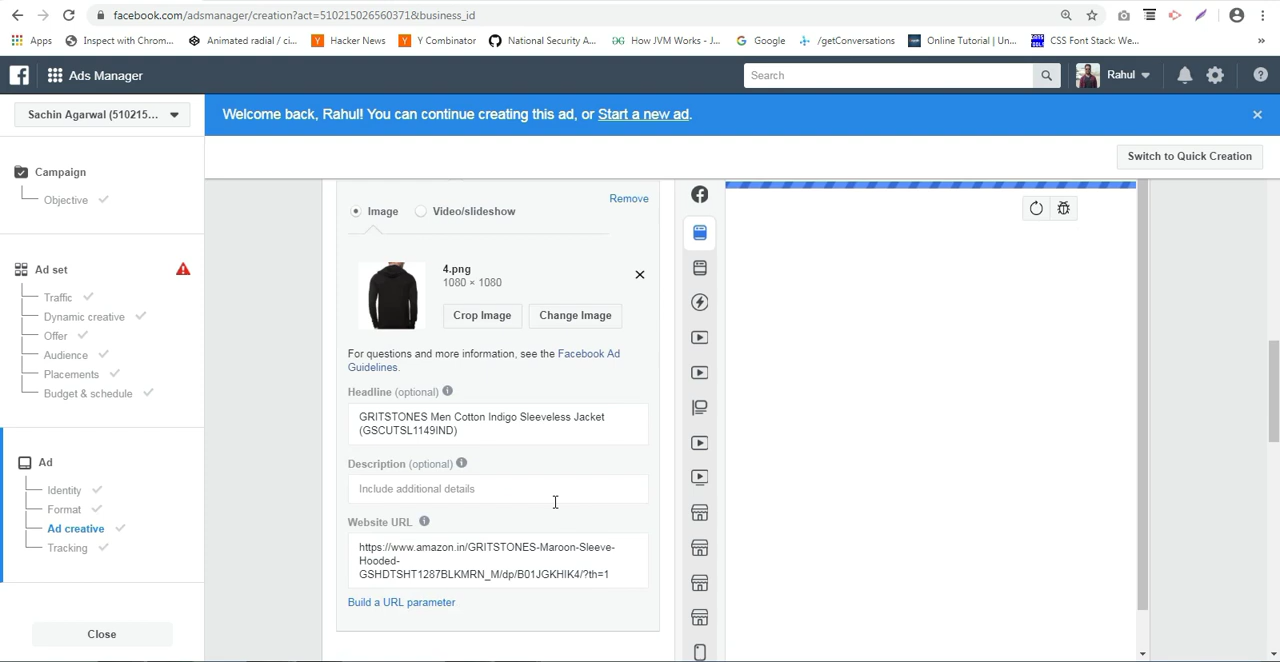 facebook.com/adsmanager/creation?act=510215026560371&business_id
Apps
Inspect with Chrom...
Animated radial / ci...
Hacker News
Y Combinator
National Security A...
How JVM Works - J...
Google
/getConversations
Online Tutorial | Un...
CSS Font Stack: We...
»
Ads Manager
Search
Rahul
Sachin Agarwal (510215...
Welcome back, Rahul! You can continue creating this ad, or Start a new ad.
Switch to Quick Creation
Campaign
Objective
Ad set
Traffic
Dynamic creative
Offer
Audience
Placements
Budget & schedule
Ad
Identity
Format
Ad creative
Tracking
Close
Remove
Image
Video/slideshow
4.png
1080 × 1080
Crop Image
Change Image
For questions and more information, see the Facebook Ad
Guidelines.
Headline (optional)
GRITSTONES Men Cotton Indigo Sleeveless Jacket
(GSCUTSL1149IND)
Description (optional)
Include additional details
Website URL
https://www.amazon.in/GRITSTONES-Maroon-Sleeve-
Hooded-
GSHDTSHT1287BLKMRN_M/dp/B01JGKHIK4/?th=1
Build a URL parameter